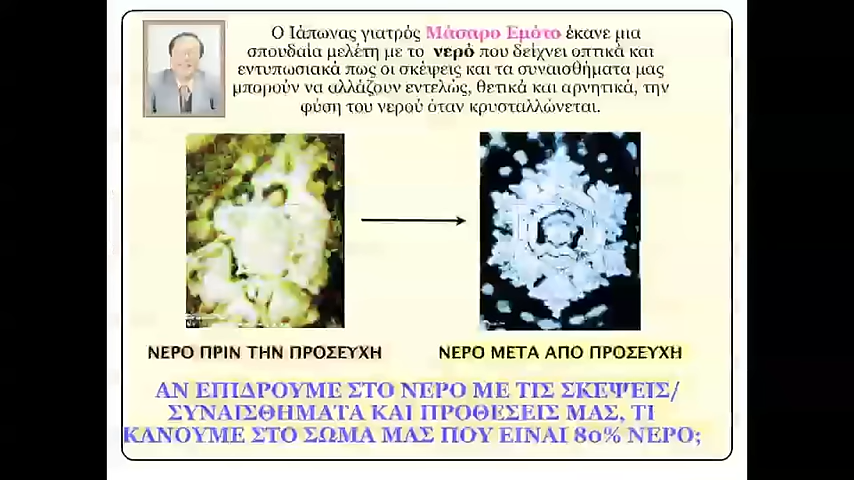 Ο Ιάπωνας γιατρός Μάσαρο Εμότο έκανε μια
σπουδαία μελέτη με το νερό που δείχνει οπτικά και
εντυπωσιακά πως οι σκέψεις και τα συναισθήματα μας
μπορούν να αλλάζουν εντελώς, θετικά και αρνητικά, την
φύση του νερού όταν κρυσταλλώνεται.
ΝΕΡΟ ΠΡΙΝ ΤΗΝ ΠΡΟΣΕΥΧΗ
ΝΕΡΟ ΜΕΤΑ ΑΠΟ ΠΡΟΣΕΥΧΗ
ΑΝ ΕΠΙΔΡΟΥΜΕ ΣΤΟ ΝΕΡΟ ΜΕ ΤΙΣ ΣΚΕΨΕΙΣ/
ΣΥΝΑΙΣΘΗΜΑΤΑ ΚΑΙ ΠΡΟΘΕΣΕΙΣ ΜΑΣ, ΤΙ
ΚΑΝΟΥΜΕ ΣΤΟ ΣΩΜΑ ΜΑΣ ΠΟΥ ΕΙΝΑΙ 80% ΝΕΡΟ;